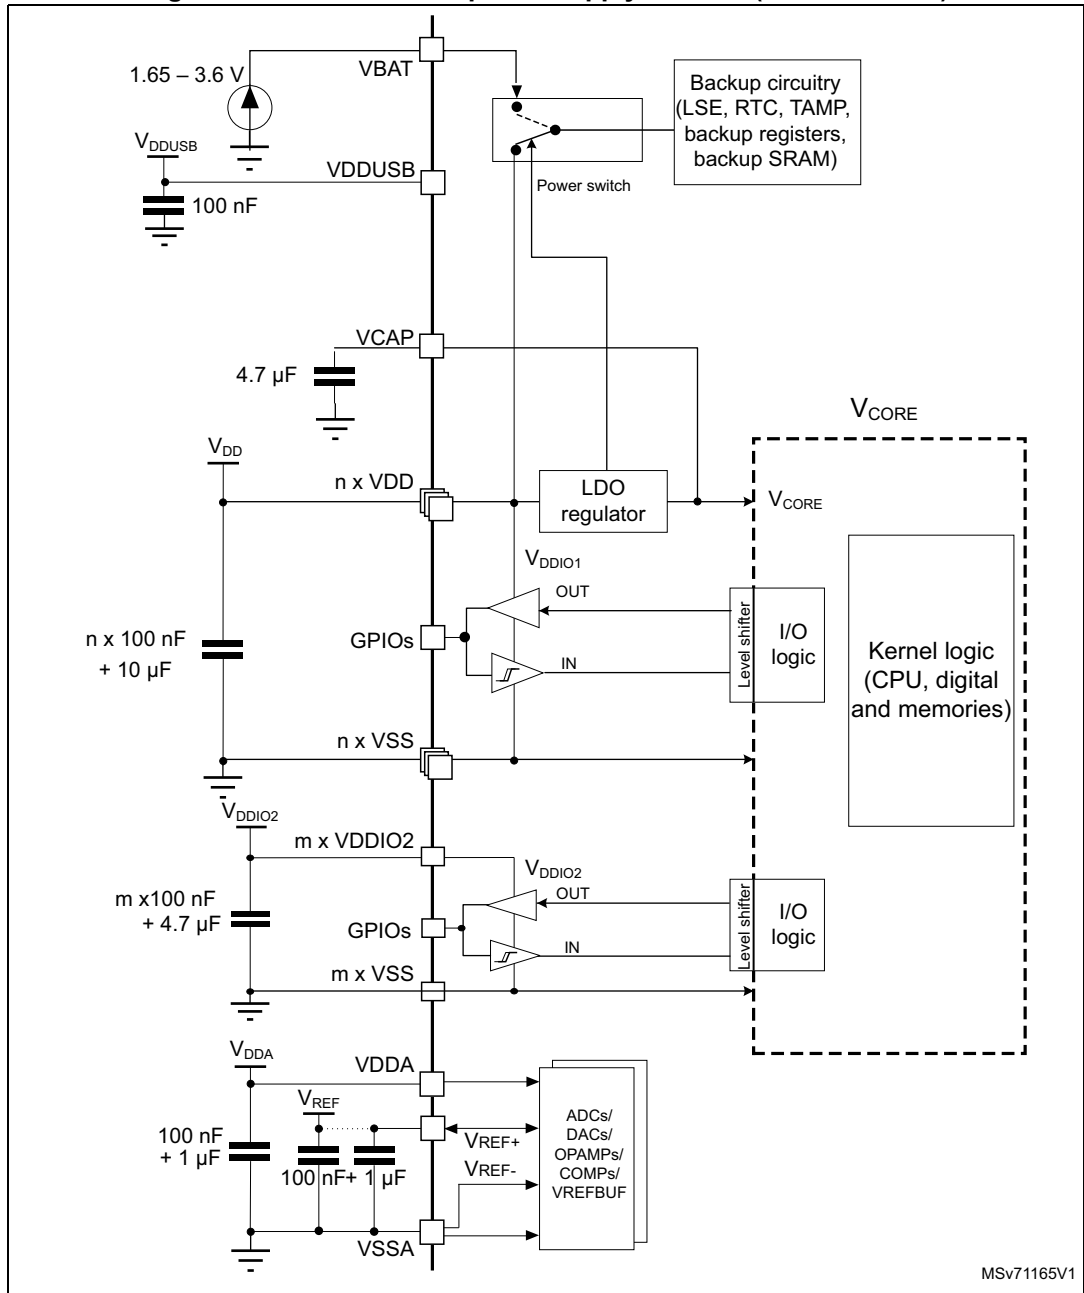 VBAT
1.65 – 3.6 V
Backup circuitry
(LSE, RTC, TAMP,
backup registers,
backup SRAM)
VDDUSB
VDDUSB
100 nF
Power switch
VCAP
4.7 µF
VCORE
VDD
n x VDD
LDO
regulator
VCORE
VDDIO1
OUT
GPIOs
IN
Level shifter
I/O
logic
Kernel logic
(CPU, digital
and memories)
n x 100 nF
+ 10 µF
n x VSS
VDDIO2
m x VDDIO2
VDDIO2
OUT
m x100 nF
+ 4.7 µF
GPIOs
IN
Level shifter
I/O
logic
m x VSS
VDDA
VDDA
VREF
100 nF
+ 1 µF
100 nF+ 1 µF
VREF+
VREF-
ADCs/
DACs/
OPAMPs/
COMPs/
VREFBUF
VSSA
MSv71165V1